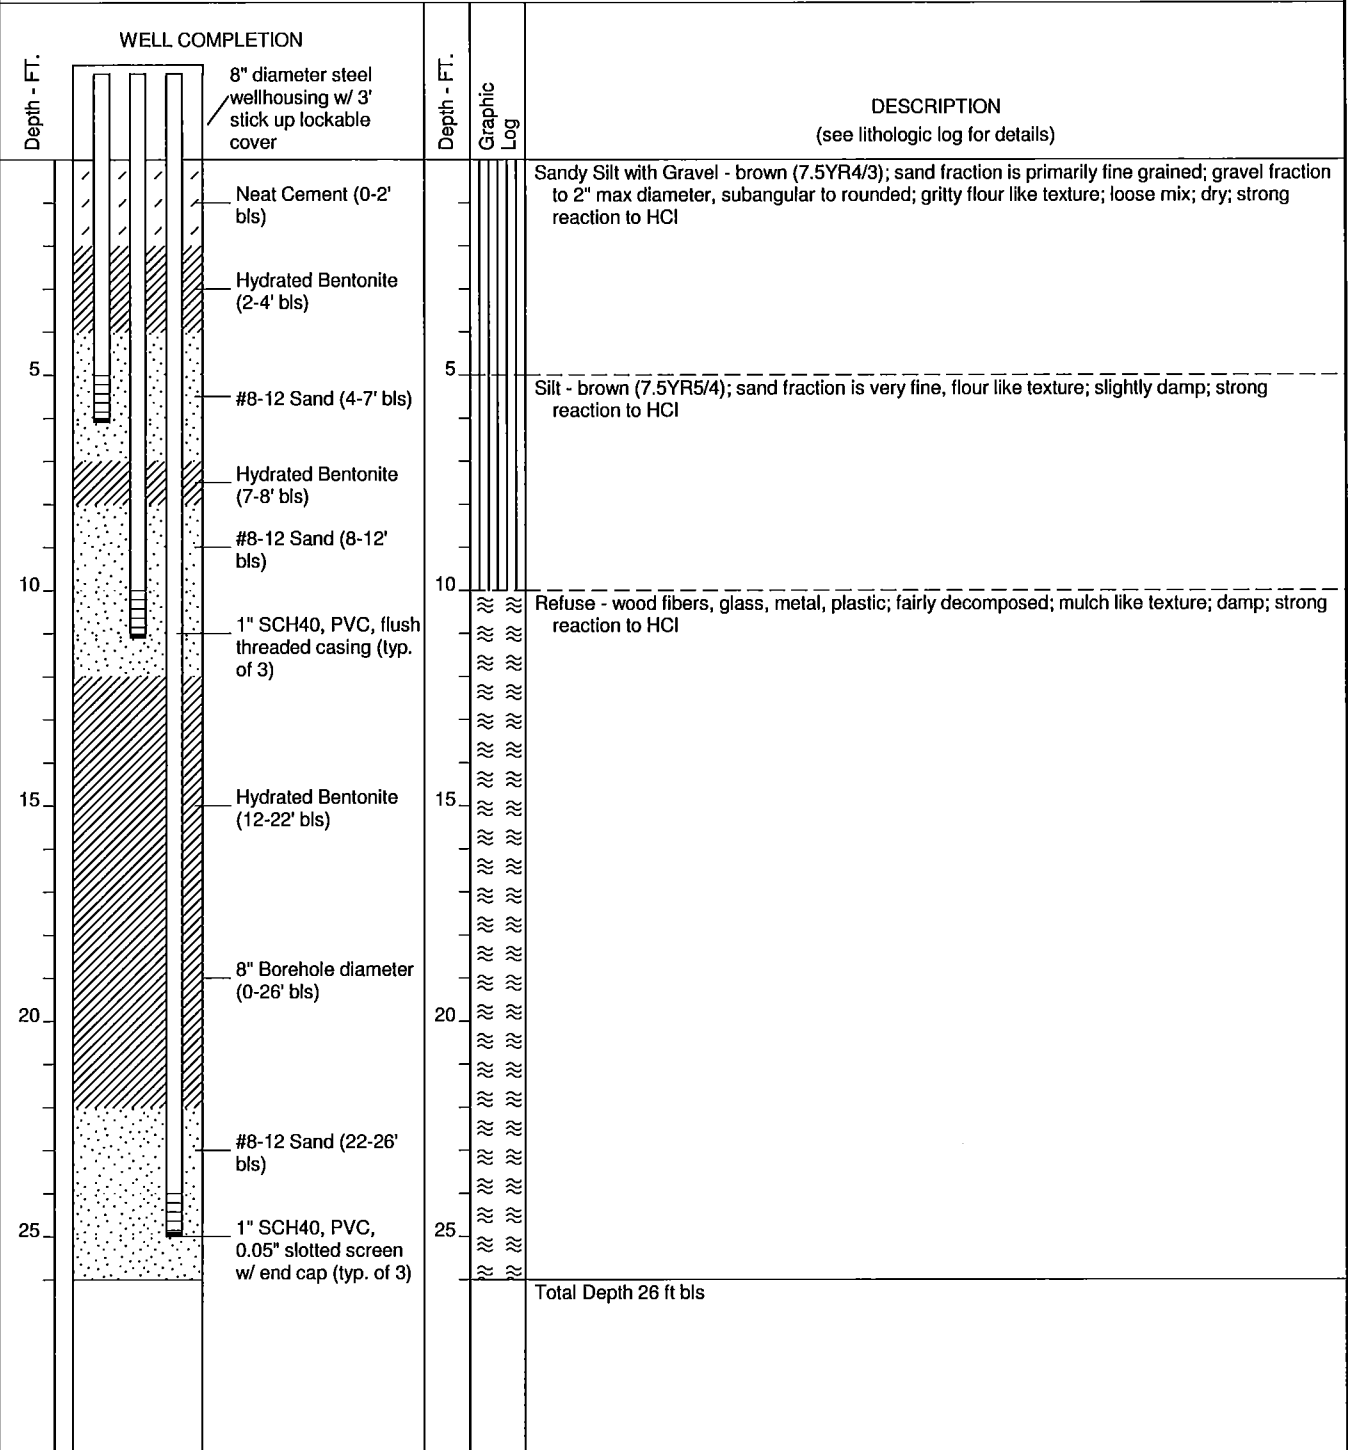 WELL COMPLETION
Depth - FT.
8" diameter steel
wellhousing w/ 3'
stick up lockable
cover
Neat Cement (0-2'
bls)
Hydrated Bentonite
(2-4' bls)
5
#8-12 Sand (4-7' bls)
Hydrated Bentonite
(7-8' bls)
#8-12 Sand (8-12'
bls)
10
1" SCH40, PVC, flush
threaded casing (typ.
of 3)
15
Hydrated Bentonite
(12-22' bls)
8" Borehole diameter
(0-26' bls)
20
#8-12 Sand (22-26'
bls)
25
1" SCH40, PVC,
0.05" slotted screen
w/ end cap (typ. of 3)
Depth - FT.
5
10
15
20
25
Graphic
Log
DESCRIPTION
(see lithologic log for details)
Sandy Silt with Gravel - brown (7.5YR4/3); sand fraction is primarily fine grained; gravel fraction
to 2" max diameter, subangular to rounded; gritty flour like texture; loose mix; dry; strong
reaction to HCl
Silt - brown (7.5YR5/4); sand fraction is very fine, flour like texture; slightly damp; strong
reaction to HCl
Refuse - wood fibers, glass, metal, plastic; fairly decomposed; mulch like texture; damp; strong
reaction to HCl
Total Depth 26 ft bls